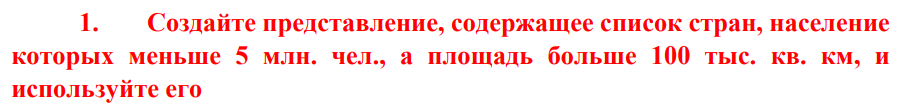 1. Создайте представление, содержащее список стран, население
которых меньше 5 млн. чел., а площадь больше 100 тыс. кв. км, и
используйте его